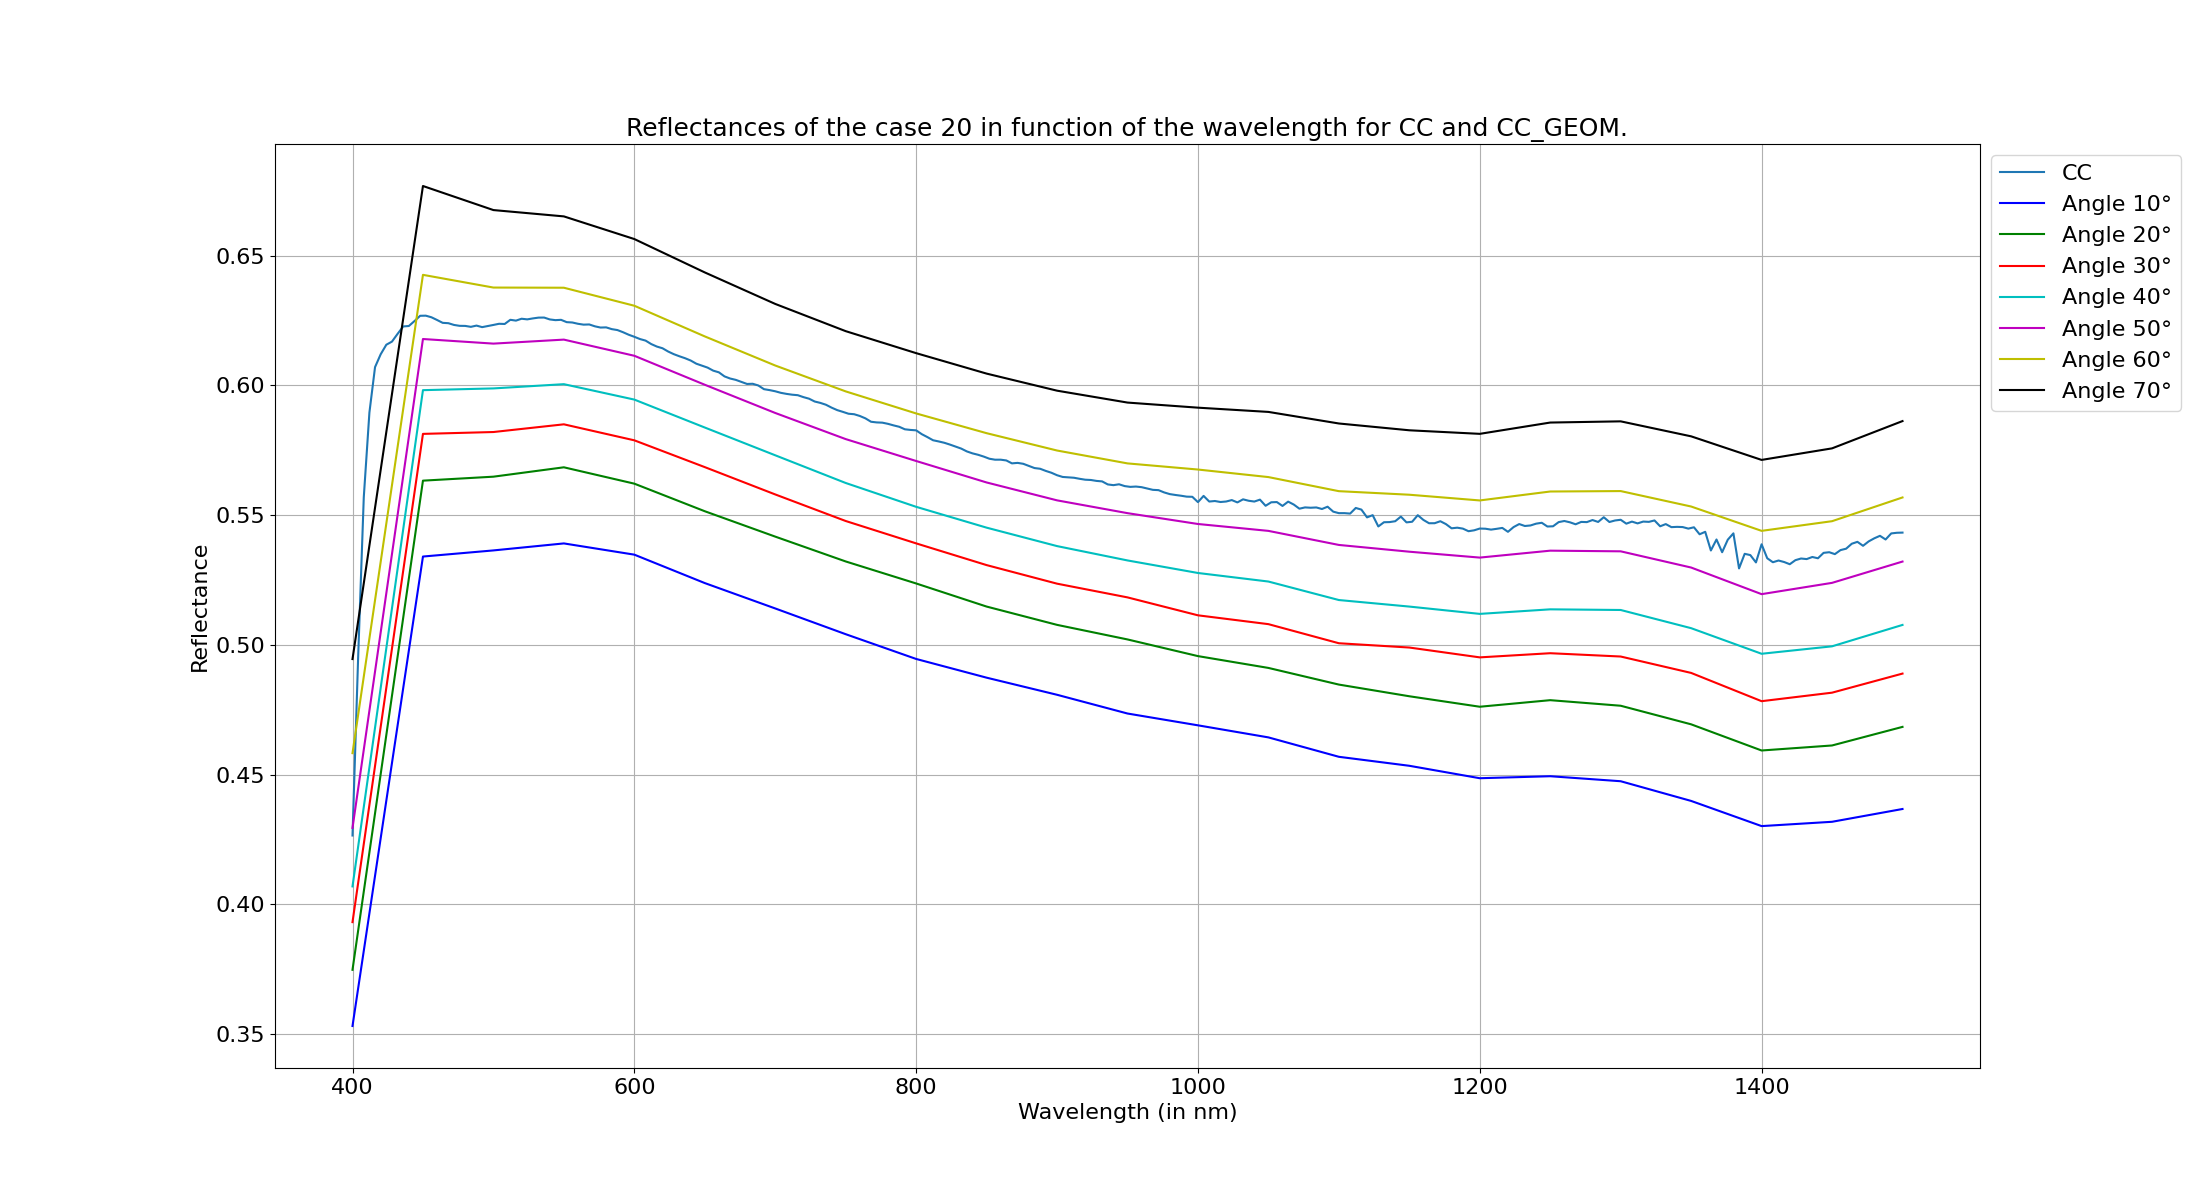 Reflectances of the case 20 in function of the wavelength for CC and CC_GEOM.
CC
Angle 10°
Angle 20°
Angle 30°
Angle 40°
Angle 50°
Angle 60°
Angle 70°
Reflectance
0.65
0.60
0.55
0.50
0.45
0.40
0.35
400 600 800 1000 1200 1400
Wavelength (in nm)